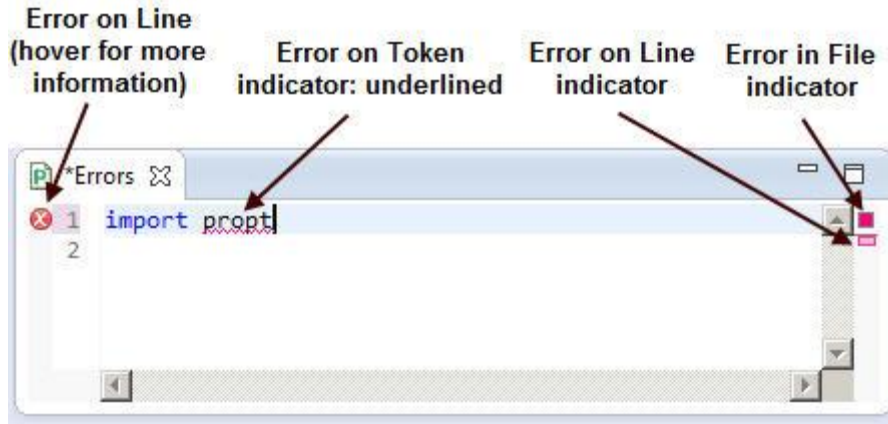 Error on Line
(hover for more
information)
Error on Token
indicator: underlined
Error on Line
indicator
Error in File
indicator
P *Errors
1 import propt
2